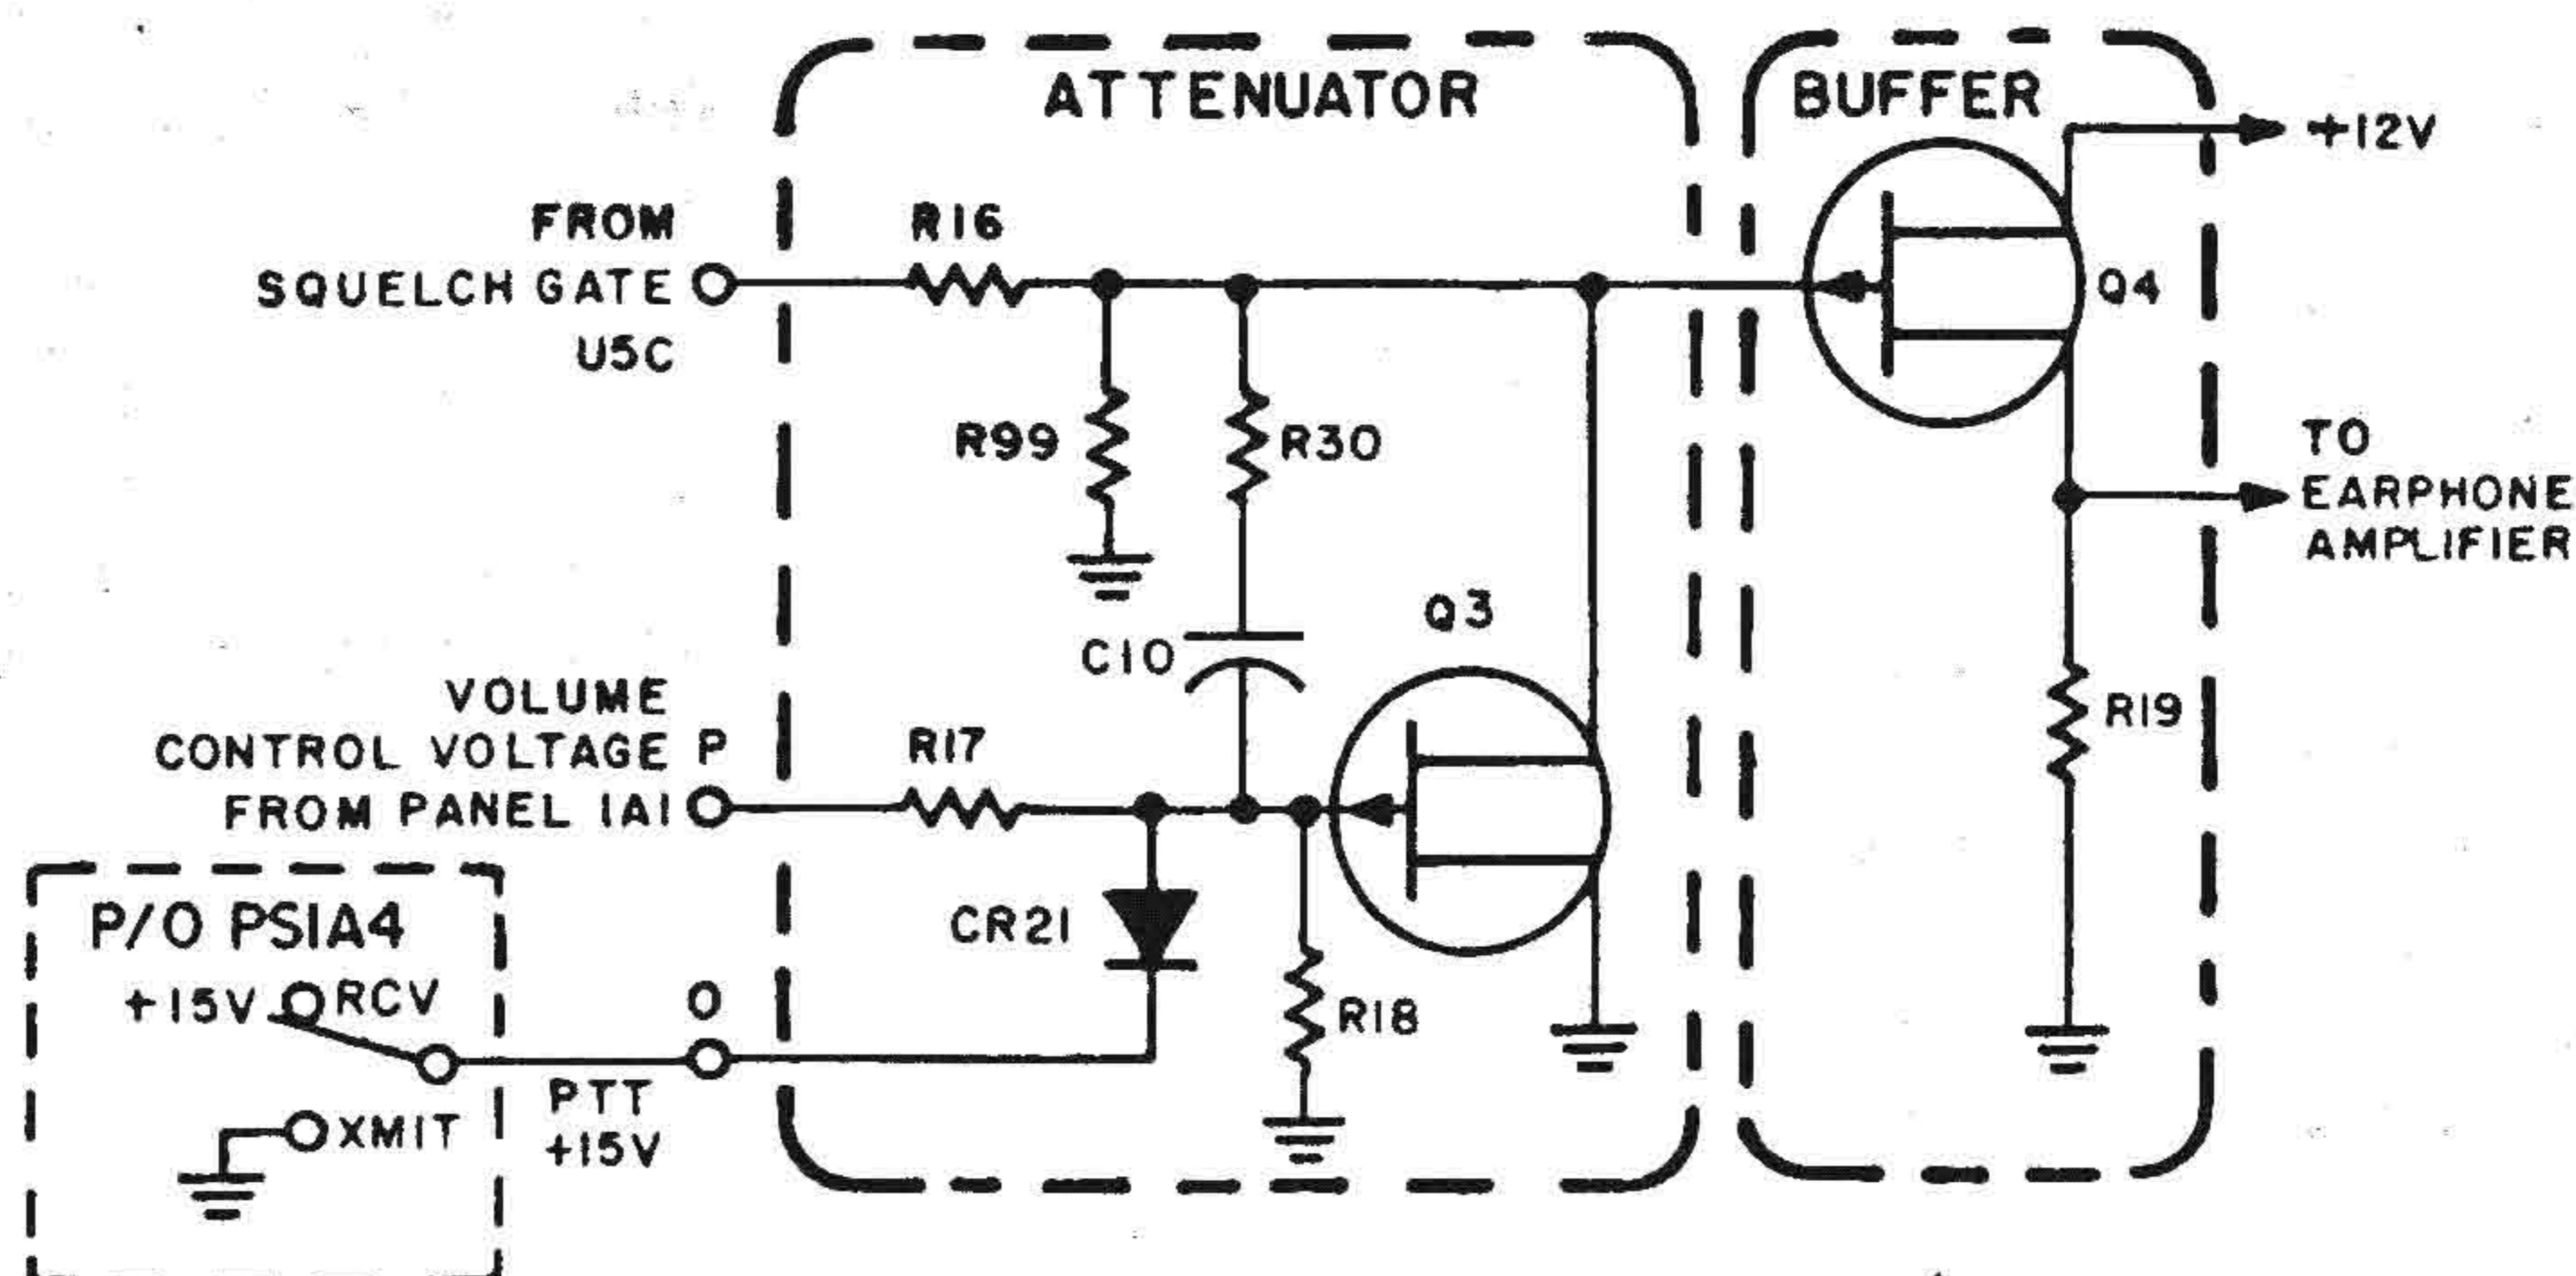 ATTENUATOR
BUFFER
+12V
FROM
SQUELCH GATE
U5C
R16
Q4
R99
R30
TO
EARPHONE
AMPLIFIER
Q3
C10
VOLUME
CONTROL VOLTAGE P
FROM PANEL 1A1
R17
R19
CR21
R18
P/O PS1A4
+15V RCV
O
XMIT
PTT
+15V